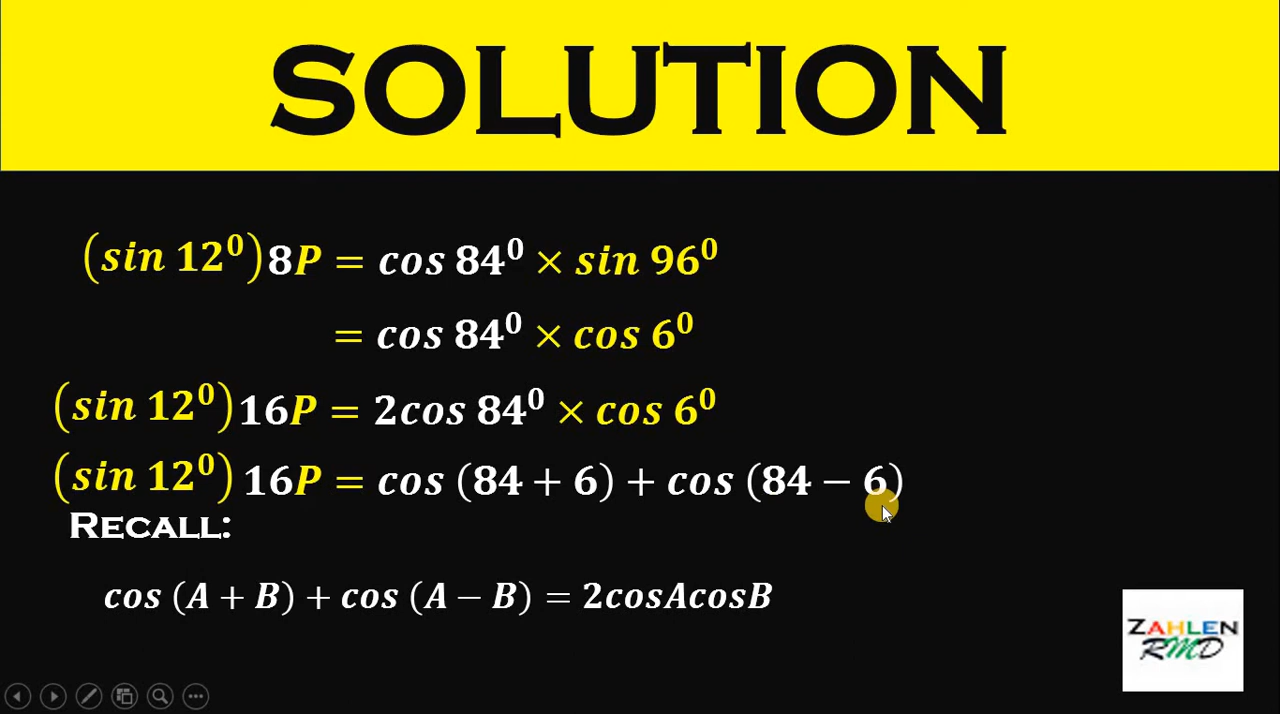 SOLUTION
(sin 12⁰)8P = cos 84⁰ × sin 96⁰
= cos 84⁰ × cos 6⁰
(sin 12⁰)16P = 2cos 84⁰ × cos 6⁰
(sin 12⁰)16P = cos (84 + 6) + cos (84 − 6)
RECALL:
cos (A + B) + cos (A − B) = 2cosAcosB
ZAHLEN
RMD